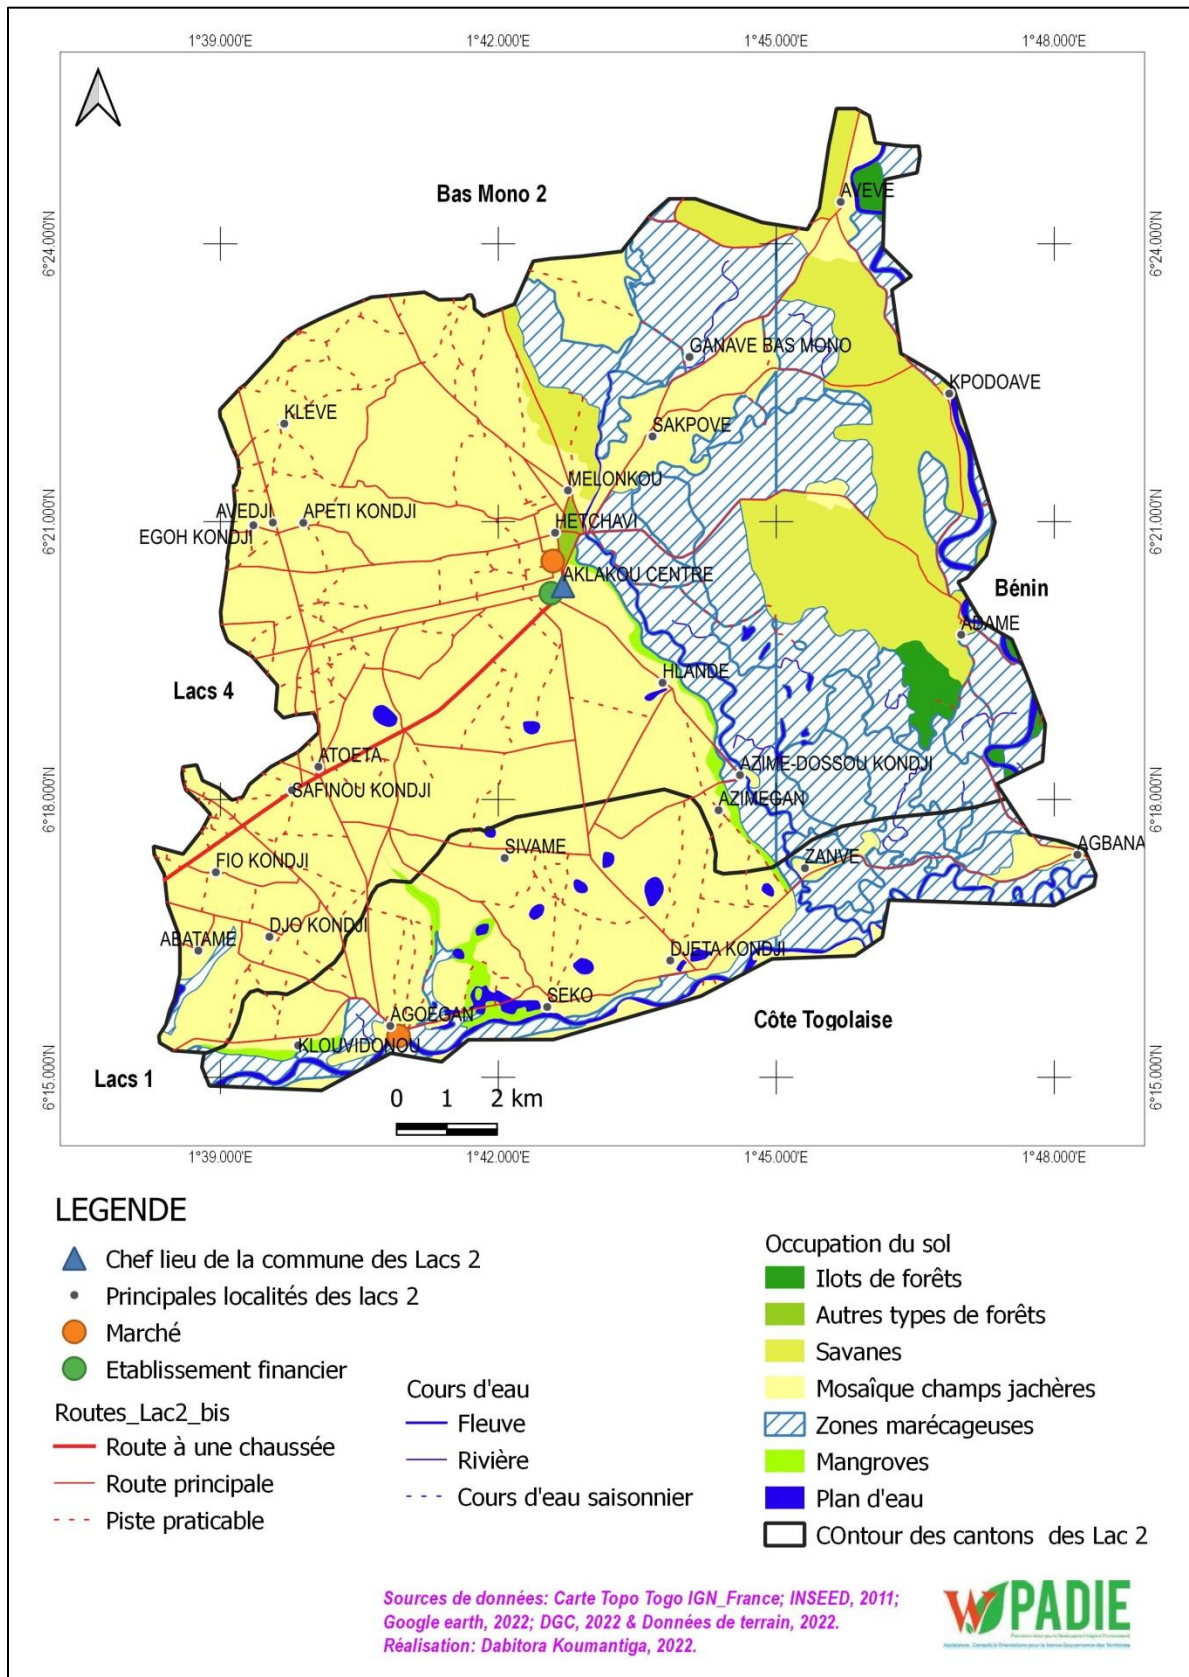 1°39.000'E
1°42.000'E
1°45.000'E
1°48.000'E
Bas Mono 2
AVEVE
6°24.000'N
6°24.000'N
GANAVE BAS MONO
KPODOAVE
KLEVE
SAKPOVE
MELONKOU
AVEDJI
APETI KONDJI
HETCHAVI
EGOH KONDJI
6°21.000'N
6°21.000'N
AKLAKOU CENTRE
Bénin
ADAME
HLANDE
Lacs 4
ATOETA
AZIME-DOSSOU KONDJI
SAFINOU KONDJI
AZIMEGAN
6°18.000'N
6°18.000'N
SIVAME
AGBANA
FIO KONDJI
ZANVE
DJO KONDJI
ABATAME
DJETA KONDJI
SEKO
AGOEGAN
Côte Togolaise
KLOUVIDONOU
Lacs 1
6°15.000'N
6°15.000'N
0 1 2 km
1°39.000'E
1°42.000'E
1°45.000'E
1°48.000'E
LEGENDE
Chef lieu de la commune des Lacs 2
Principales localités des lacs 2
Marché
Etablissement financier
Routes_Lac2_bis
Route à une chaussée
Route principale
Piste praticable
Cours d'eau
Fleuve
Rivière
Cours d'eau saisonnier
Occupation du sol
Ilots de forêts
Autres types de forêts
Savanes
Mosaîque champs jachères
Zones marécageuses
Mangroves
Plan d'eau
COntour des cantons des Lac 2
Sources de données: Carte Topo Togo IGN_France; INSEED, 2011;
Google earth, 2022; DGC, 2022 & Données de terrain, 2022.
Réalisation: Dabitora Koumantiga, 2022.
W PADIE